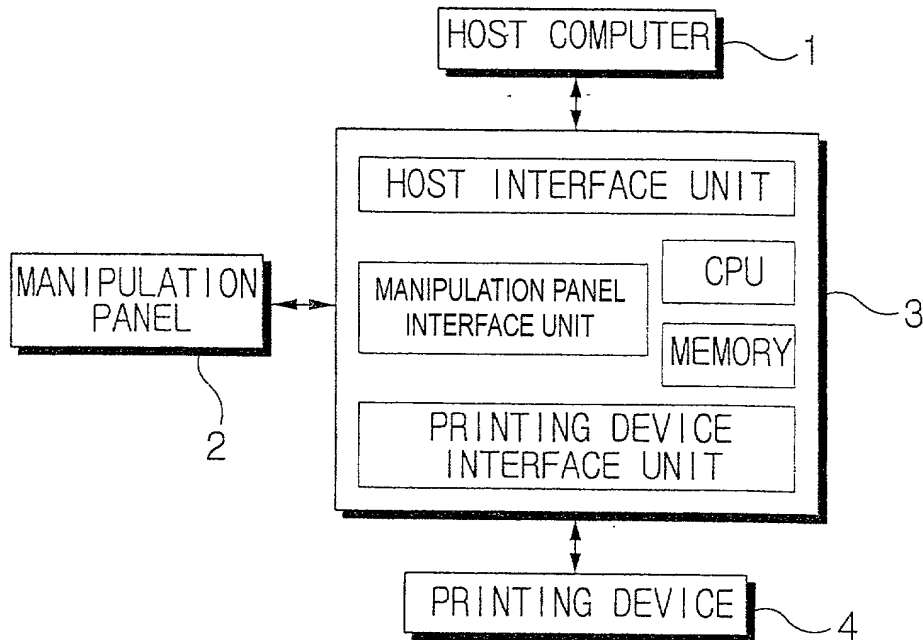 HOST COMPUTER
1
HOST INTERFACE UNIT
MANIPULATION
PANEL
2
MANIPULATION PANEL
INTERFACE UNIT
CPU
MEMORY
3
PRINTING DEVICE
INTERFACE UNIT
PRINTING DEVICE
4